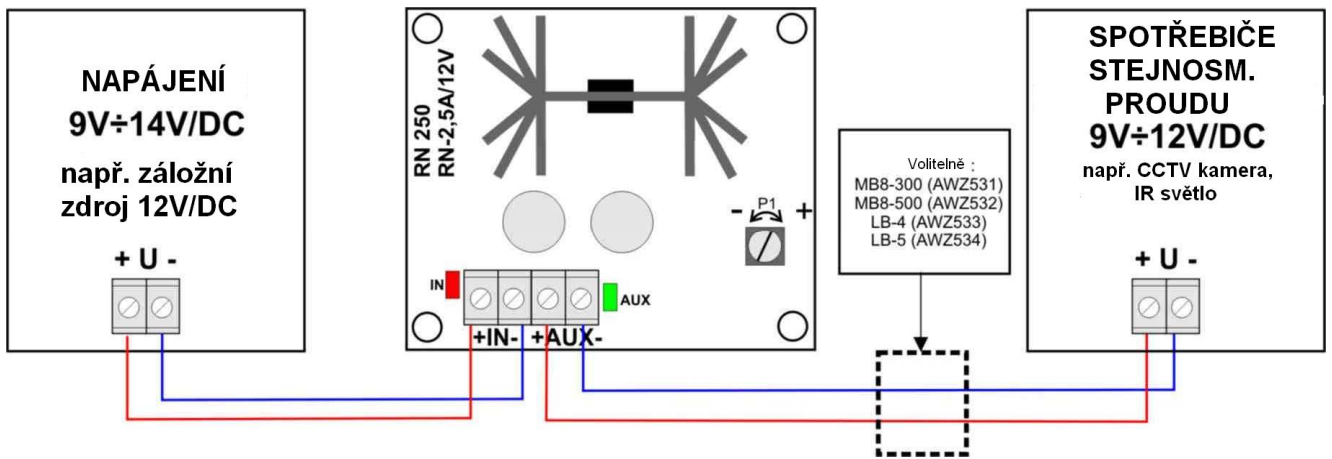 NAPÁJENÍ
9V÷14V/DC
např. záložní
zdroj 12V/DC
+ U -
RN 250
RN-2,5A/12V
- P1 +
IN
AUX
+IN- +AUX-
Volitelně :
MB8-300 (AWZ531)
MB8-500 (AWZ532)
LB-4 (AWZ533)
LB-5 (AWZ534)
SPOTŘEBIČE
STEJNOSM.
PROUDU
9V÷12V/DC
např. CCTV kamera,
IR světlo
+ U -